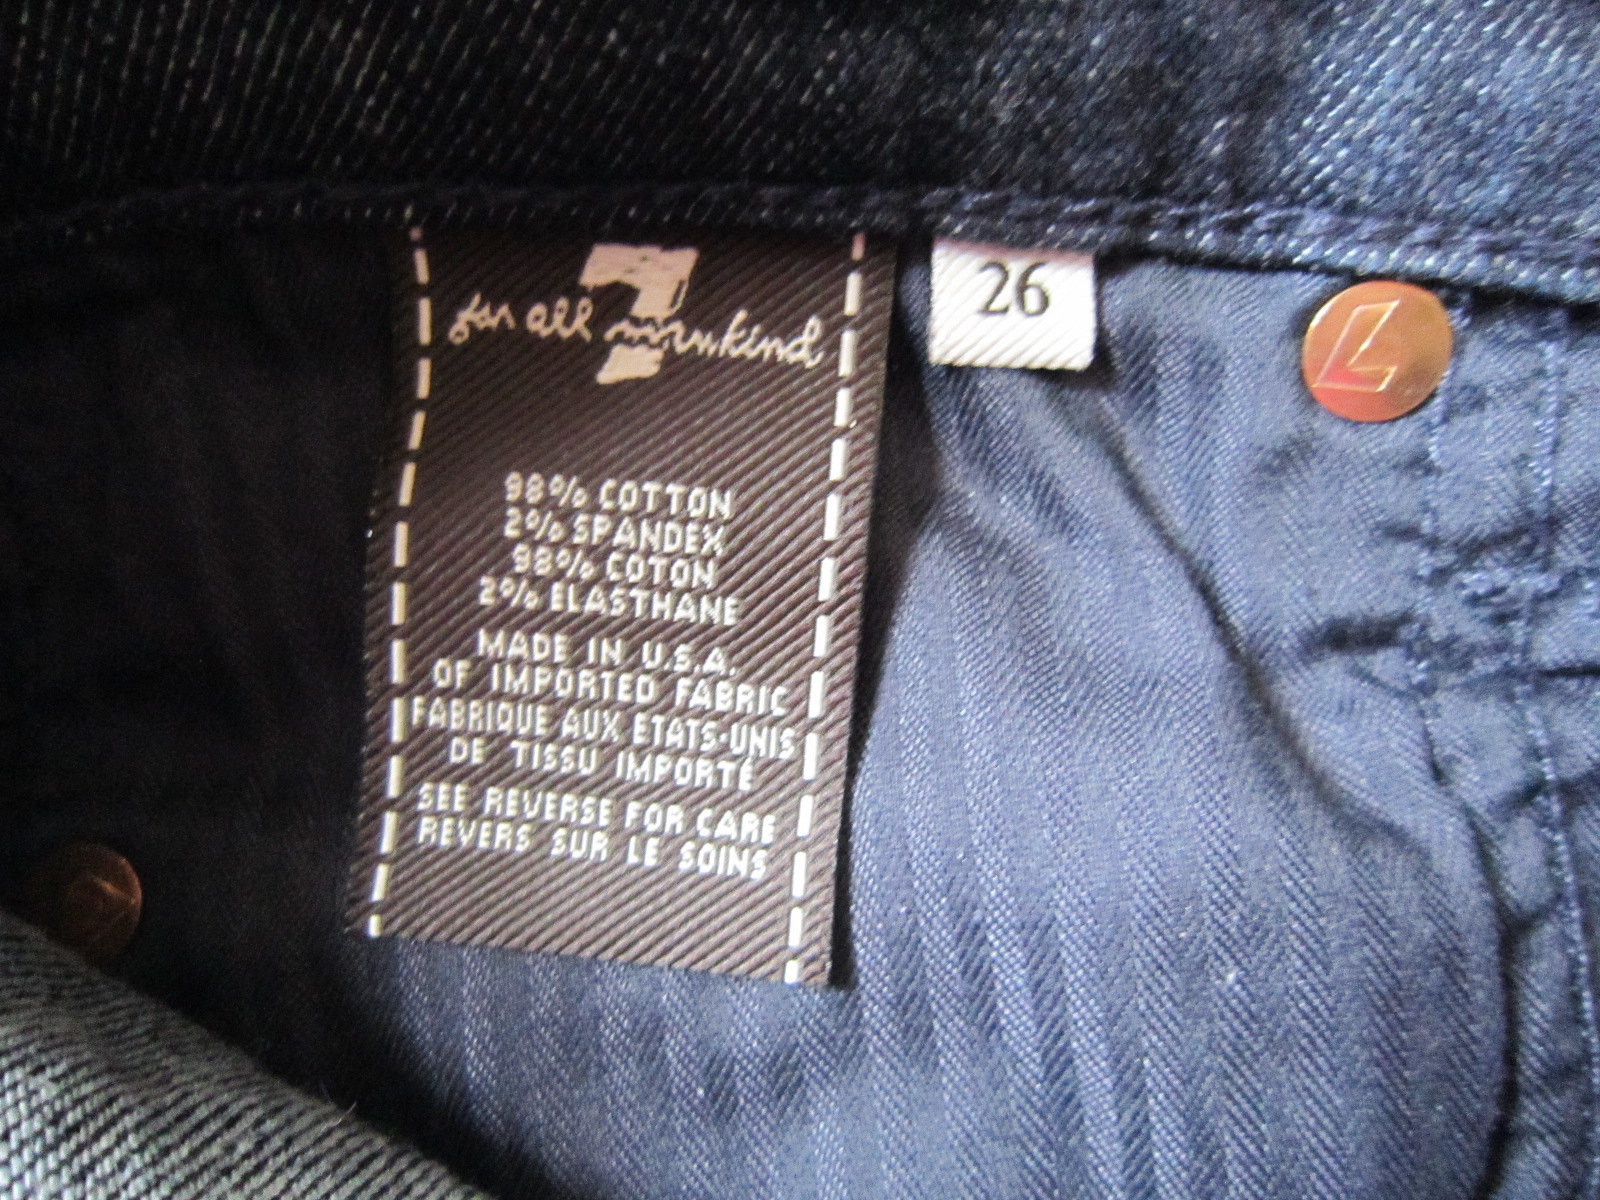 7
for all mankind
98% COTTON
2% SPANDEX
98% COTON
2% ELASTHANE
MADE IN U.S.A.
OF IMPORTED FABRIC
FABRIQUE AUX ETATS-UNIS
DE TISSU IMPORTÉ
SEE REVERSE FOR CARE
REVERS SUR LE SOINS
26